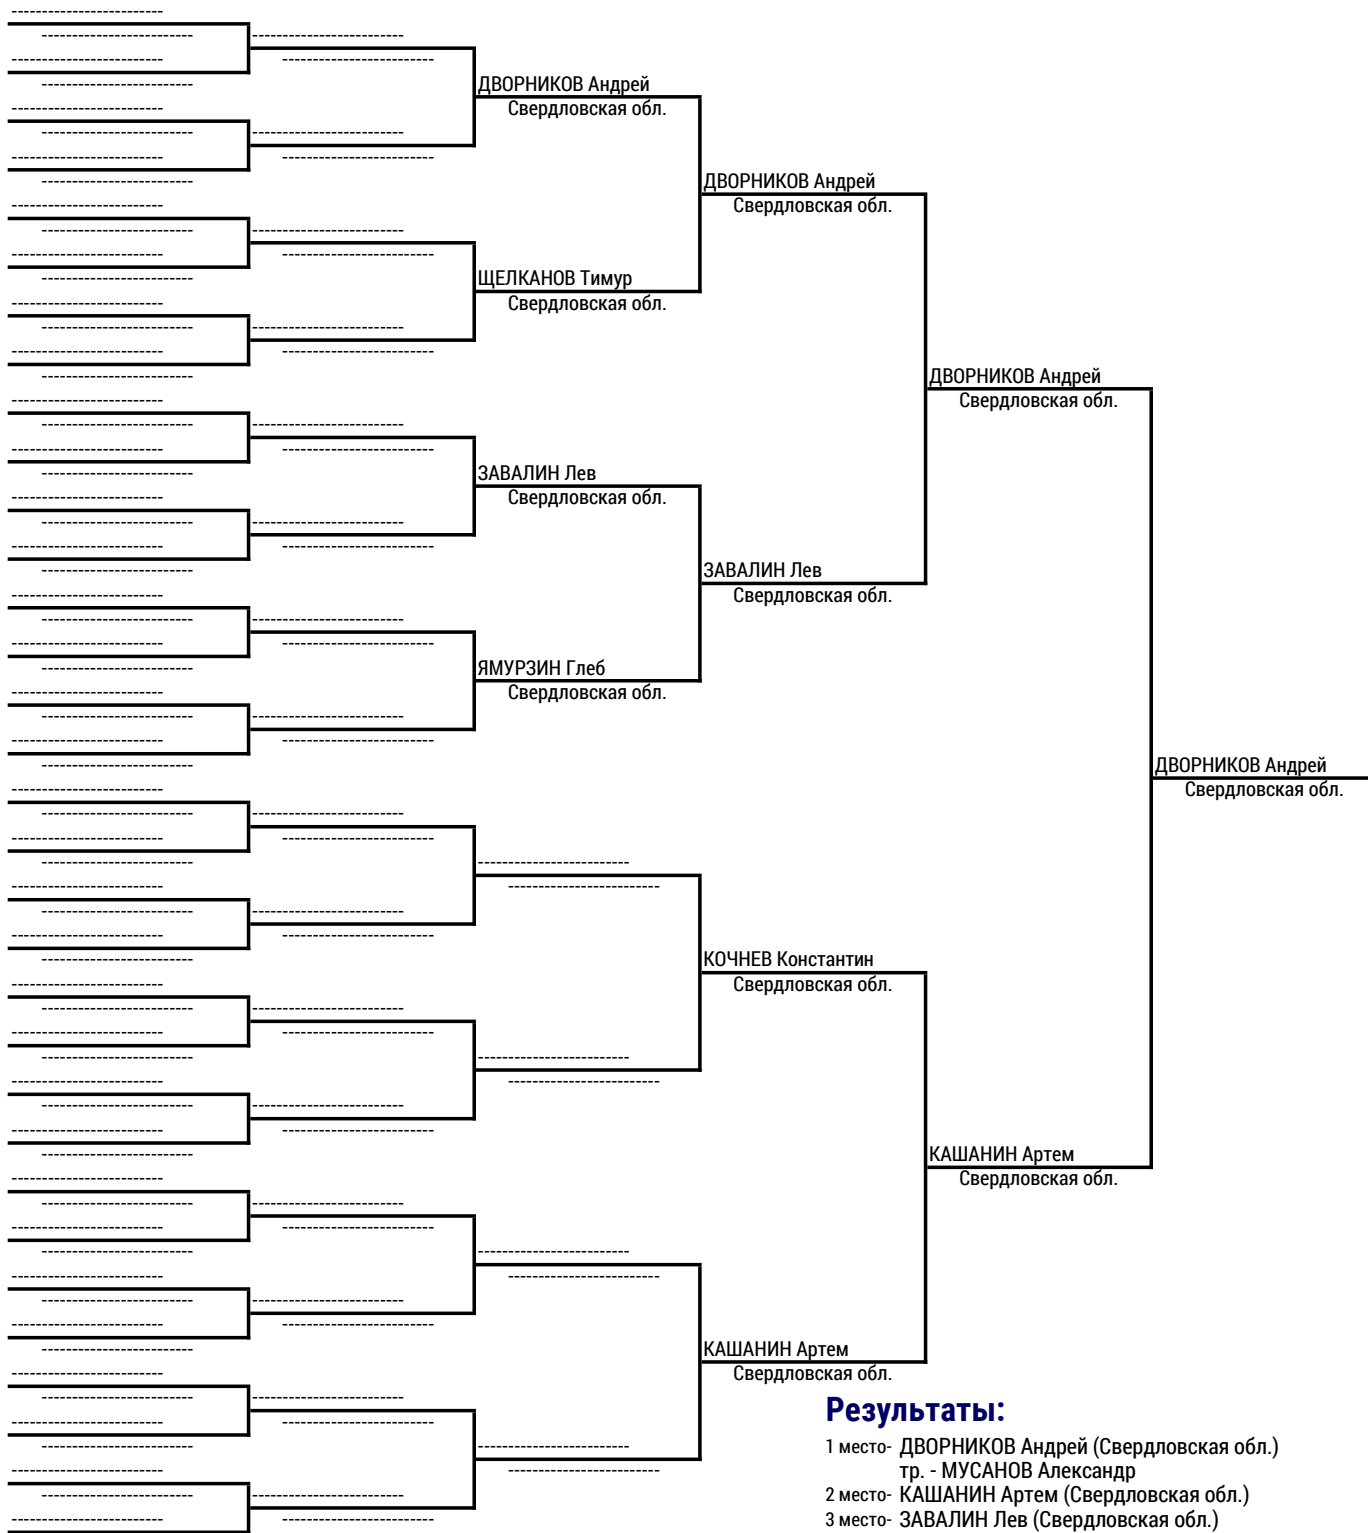 ДВОРНИКОВ Андрей
Свердловская обл.
ДВОРНИКОВ Андрей
Свердловская обл.
ЩЕЛКАНОВ Тимур
Свердловская обл.
ДВОРНИКОВ Андрей
Свердловская обл.
ЗАВАЛИН Лев
Свердловская обл.
ЗАВАЛИН Лев
Свердловская обл.
ЯМУРЗИН Глеб
Свердловская обл.
ДВОРНИКОВ Андрей
Свердловская обл.
КОЧНЕВ Константин
Свердловская обл.
КАШАНИН Артем
Свердловская обл.
КАШАНИН Артем
Свердловская обл.
Результаты:
1 место- ДВОРНИКОВ Андрей (Свердловская обл.)
тр. - МУСАНОВ Александр
2 место- КАШАНИН Артем (Свердловская обл.)
3 место- ЗАВАЛИН Лев (Свердловская обл.)